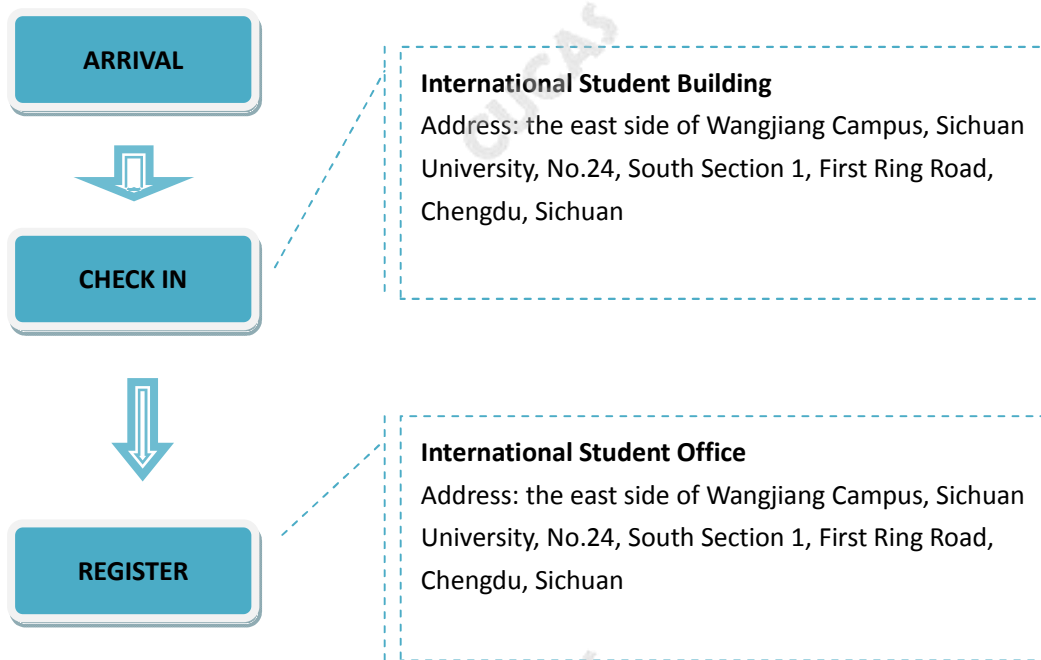 ARRIVAL
CUCAS
International Student Building
Address: the east side of Wangjiang Campus, Sichuan
University, No.24, South Section 1, First Ring Road,
Chengdu, Sichuan
CHECK IN
International Student Office
Address: the east side of Wangjiang Campus, Sichuan
University, No.24, South Section 1, First Ring Road,
Chengdu, Sichuan
REGISTER